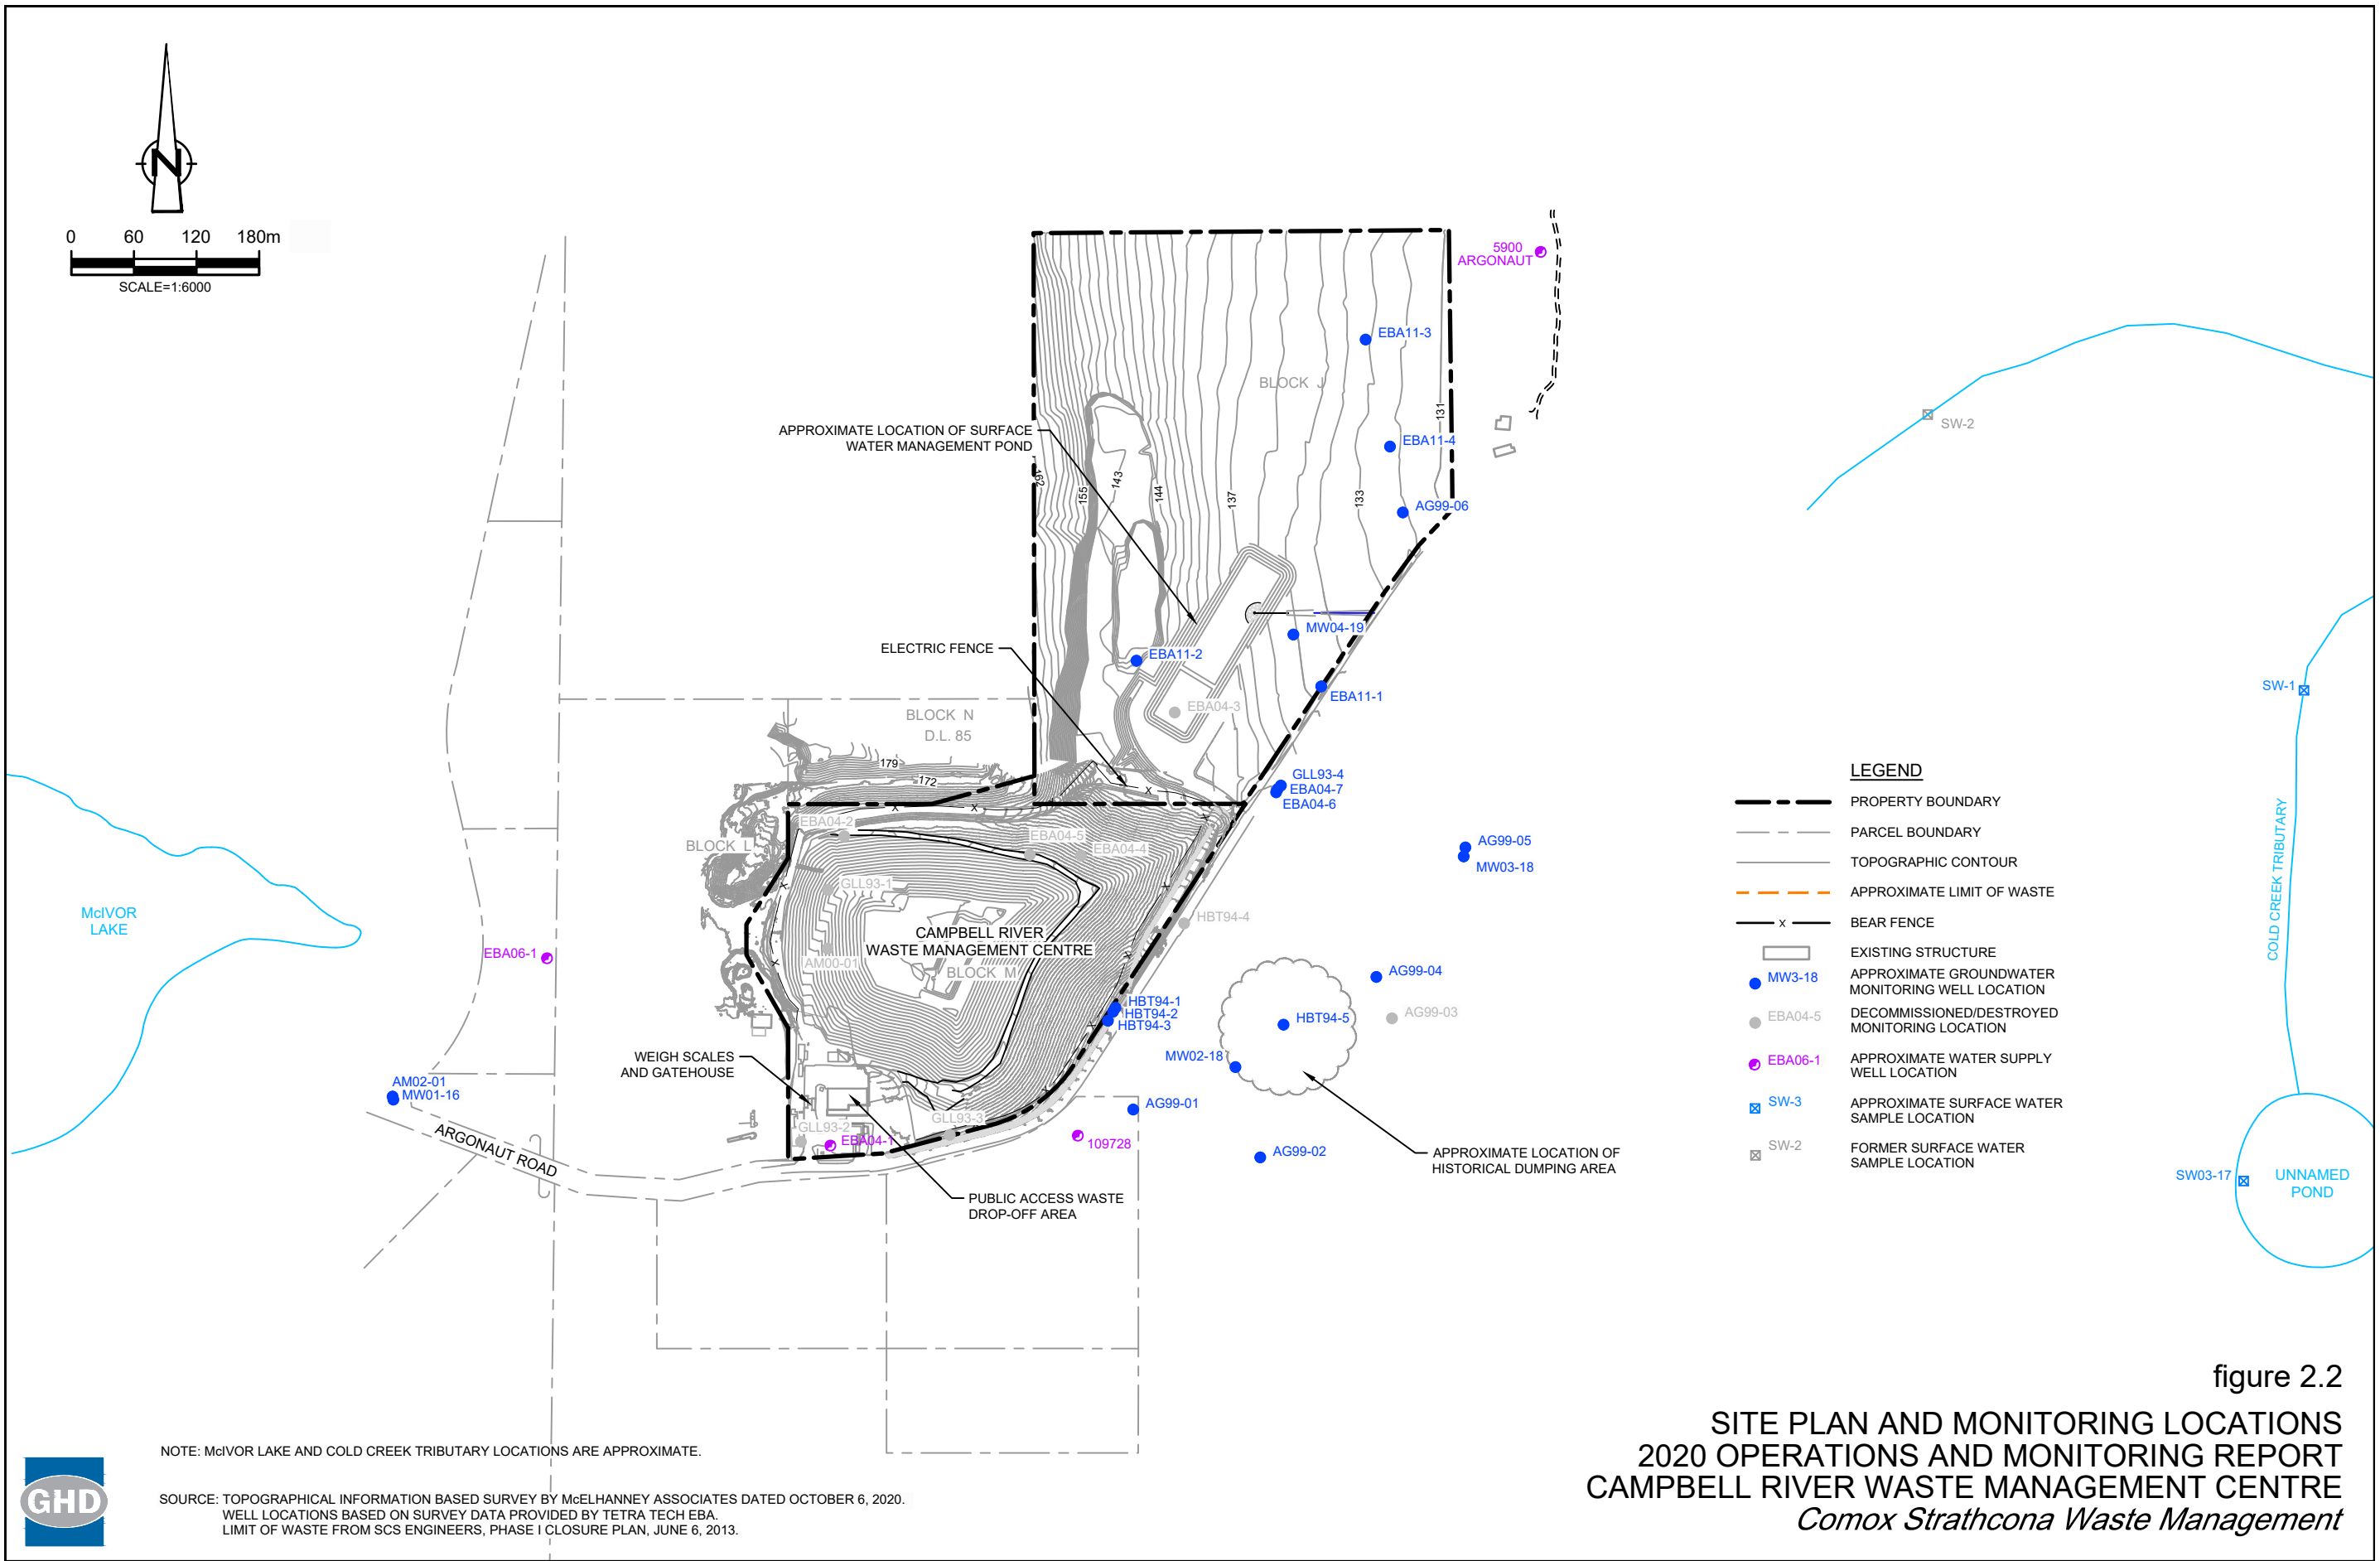 N
0 60 120 180m
SCALE=1:6000
5900
ARGONAUT
EBA11-3
BLOCK J
131
APPROXIMATE LOCATION OF SURFACE
WATER MANAGEMENT POND
EBA11-4
SW-2
162
155
143
144
137
133
AG99-06
MW04-19
ELECTRIC FENCE
EBA11-2
EBA11-1
SW-1
EBA04-3
BLOCK N
D.L. 85
179
172
X
X
X
X
GLL93-4
EBA04-7
EBA04-6
EBA04-2
EBA04-5
EBA04-4
BLOCK L
AG99-05
MW03-18
GLL93-1
X
X
HBT94-4
McIVOR
LAKE
CAMPBELL RIVER
WASTE MANAGEMENT CENTRE
BLOCK M
AM00-01
EBA06-1
X
X
AG99-04
HBT94-1
HBT94-2
HBT94-3
X
HBT94-5
AG99-03
WEIGH SCALES
AND GATEHOUSE
MW02-18
AM02-01
MW01-16
X
AG99-01
GLL93-3
GLL93-2
EBA04-1
109728
ARGONAUT ROAD
AG99-02
APPROXIMATE LOCATION OF
HISTORICAL DUMPING AREA
PUBLIC ACCESS WASTE
DROP-OFF AREA
COLD CREEK TRIBUTARY
SW03-17
UNNAMED
POND
LEGEND
PROPERTY BOUNDARY
PARCEL BOUNDARY
TOPOGRAPHIC CONTOUR
APPROXIMATE LIMIT OF WASTE
X BEAR FENCE
EXISTING STRUCTURE
MW3-18 APPROXIMATE GROUNDWATER
MONITORING WELL LOCATION
EBA04-5 DECOMMISSIONED/DESTROYED
MONITORING LOCATION
EBA06-1 APPROXIMATE WATER SUPPLY
WELL LOCATION
SW-3 APPROXIMATE SURFACE WATER
SAMPLE LOCATION
SW-2 FORMER SURFACE WATER
SAMPLE LOCATION
figure 2.2
SITE PLAN AND MONITORING LOCATIONS
2020 OPERATIONS AND MONITORING REPORT
CAMPBELL RIVER WASTE MANAGEMENT CENTRE
Comox Strathcona Waste Management
NOTE: McIVOR LAKE AND COLD CREEK TRIBUTARY LOCATIONS ARE APPROXIMATE.
SOURCE: TOPOGRAPHICAL INFORMATION BASED SURVEY BY McELHANNEY ASSOCIATES DATED OCTOBER 6, 2020.
WELL LOCATIONS BASED ON SURVEY DATA PROVIDED BY TETRA TECH EBA.
LIMIT OF WASTE FROM SCS ENGINEERS, PHASE I CLOSURE PLAN, JUNE 6, 2013.
GHD